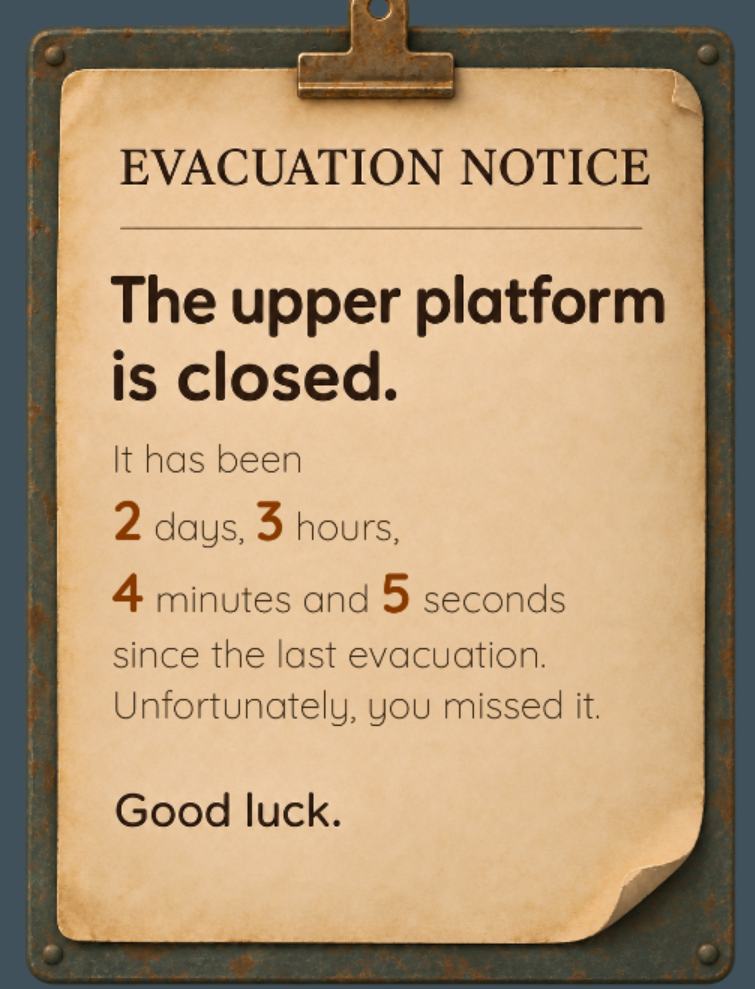 EVACUATION NOTICE
The upper platform
is closed.
It has been
2 days, 3 hours,
4 minutes and 5 seconds
since the last evacuation.
Unfortunately, you missed it.
Good luck.